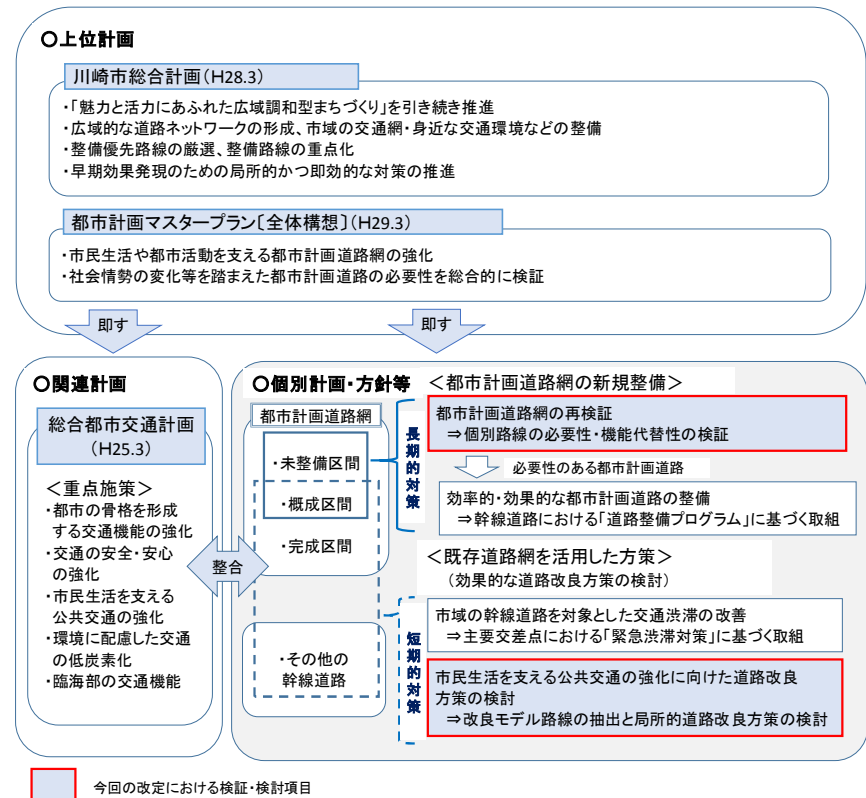 〇上位計画
川崎市総合計画(H28.3)
・「魅力と活力にあふれた広域調和型まちづくり」を引き続き推進
・広域的な道路ネットワークの形成、市域の交通網・身近な交通環境などの整備
・整備優先路線の厳選、整備路線の重点化
・早期効果発現のための局所的かつ即効的な対策の推進
都市計画マスタープラン〔全体構想〕(H29.3)
・市民生活や都市活動を支える都市計画道路網の強化
・社会情勢の変化等を踏まえた都市計画道路の必要性を総合的に検証
即す
即す
〇関連計画
総合都市交通計画
(H25.3)
＜重点施策＞
・都市の骨格を形成
する交通機能の強化
・交通の安全・安心
の強化
・市民生活を支える
公共交通の強化
・環境に配慮した交通
の低炭素化
・臨海部の交通機能
整合
〇個別計画・方針等
都市計画道路網
・未整備区間
・概成区間
・完成区間
・その他の
幹線道路
長期的対策
＜都市計画道路網の新規整備＞
都市計画道路網の再検証
⇒個別路線の必要性・機能代替性の検証
必要性のある都市計画道路
効率的・効果的な都市計画道路の整備
⇒幹線道路における「道路整備プログラム」に基づく取組
＜既存道路網を活用した方策＞
（効果的な道路改良方策の検討）
短期的対策
市域の幹線道路を対象とした交通渋滞の改善
⇒主要交差点における「緊急渋滞対策」に基づく取組
市民生活を支える公共交通の強化に向けた道路改良
方策の検討
⇒改良モデル路線の抽出と局所的道路改良方策の検討
今回の改定における検証・検討項目